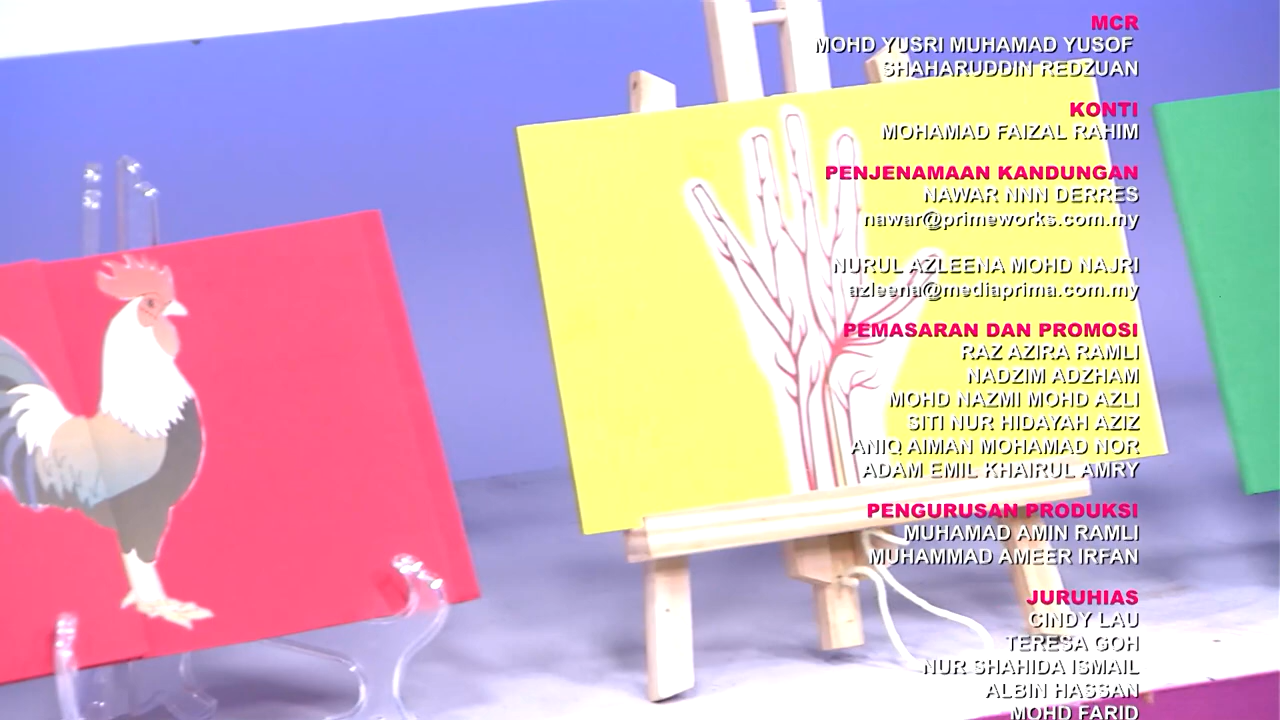 MCR
MOHD YUSRI MUHAMAD YUSOF
SHAHARUDDIN REDZUAN
KONTI
MOHAMAD FAIZAL RAHIM
PENJENAMAAN KANDUNGAN
NAWAR NNN DERRES
nawar@primeworks.com.my
NURUL AZLEENA MOHD NAJRI
azleena@mediaprima.com.my
PEMASARAN DAN PROMOSI
RAZ AZIRA RAMLI
NADZIM ADZHAM
MOHD NAZMI MOHD AZLI
SITI NUR HIDAYAH AZIZ
ANIQ AIMAN MOHAMAD NOR
ADAM EMIL KHAIRUL AMRY
PENGURUSAN PRODUKSI
MUHAMAD AMIN RAMLI
MUHAMMAD AMEER IRFAN
JURUHIAS
CINDY LAU
TERESA GOH
NUR SHAHIDA ISMAIL
ALBIN HASSAN
MOHD FARID